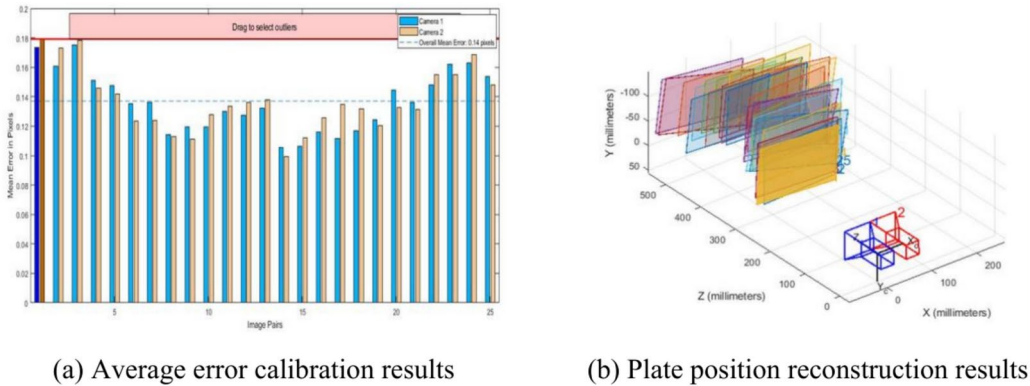 0.2
0.18
0.16
0.14
0.12
0.1
0.08
0.06
0.04
0.02
0
Mean Error in Pixels
5
10
15
20
25
Image Pairs
Drag to select outliers
Camera 1
Camera 2
Overall Mean Error: 0.14 pixels
Y (millimeters)
-100
-50
0
50
500
400
300
200
100
0
Z (millimeters)
0
100
200
X (millimeters)
25
2
2
(a) Average error calibration results
(b) Plate position reconstruction results